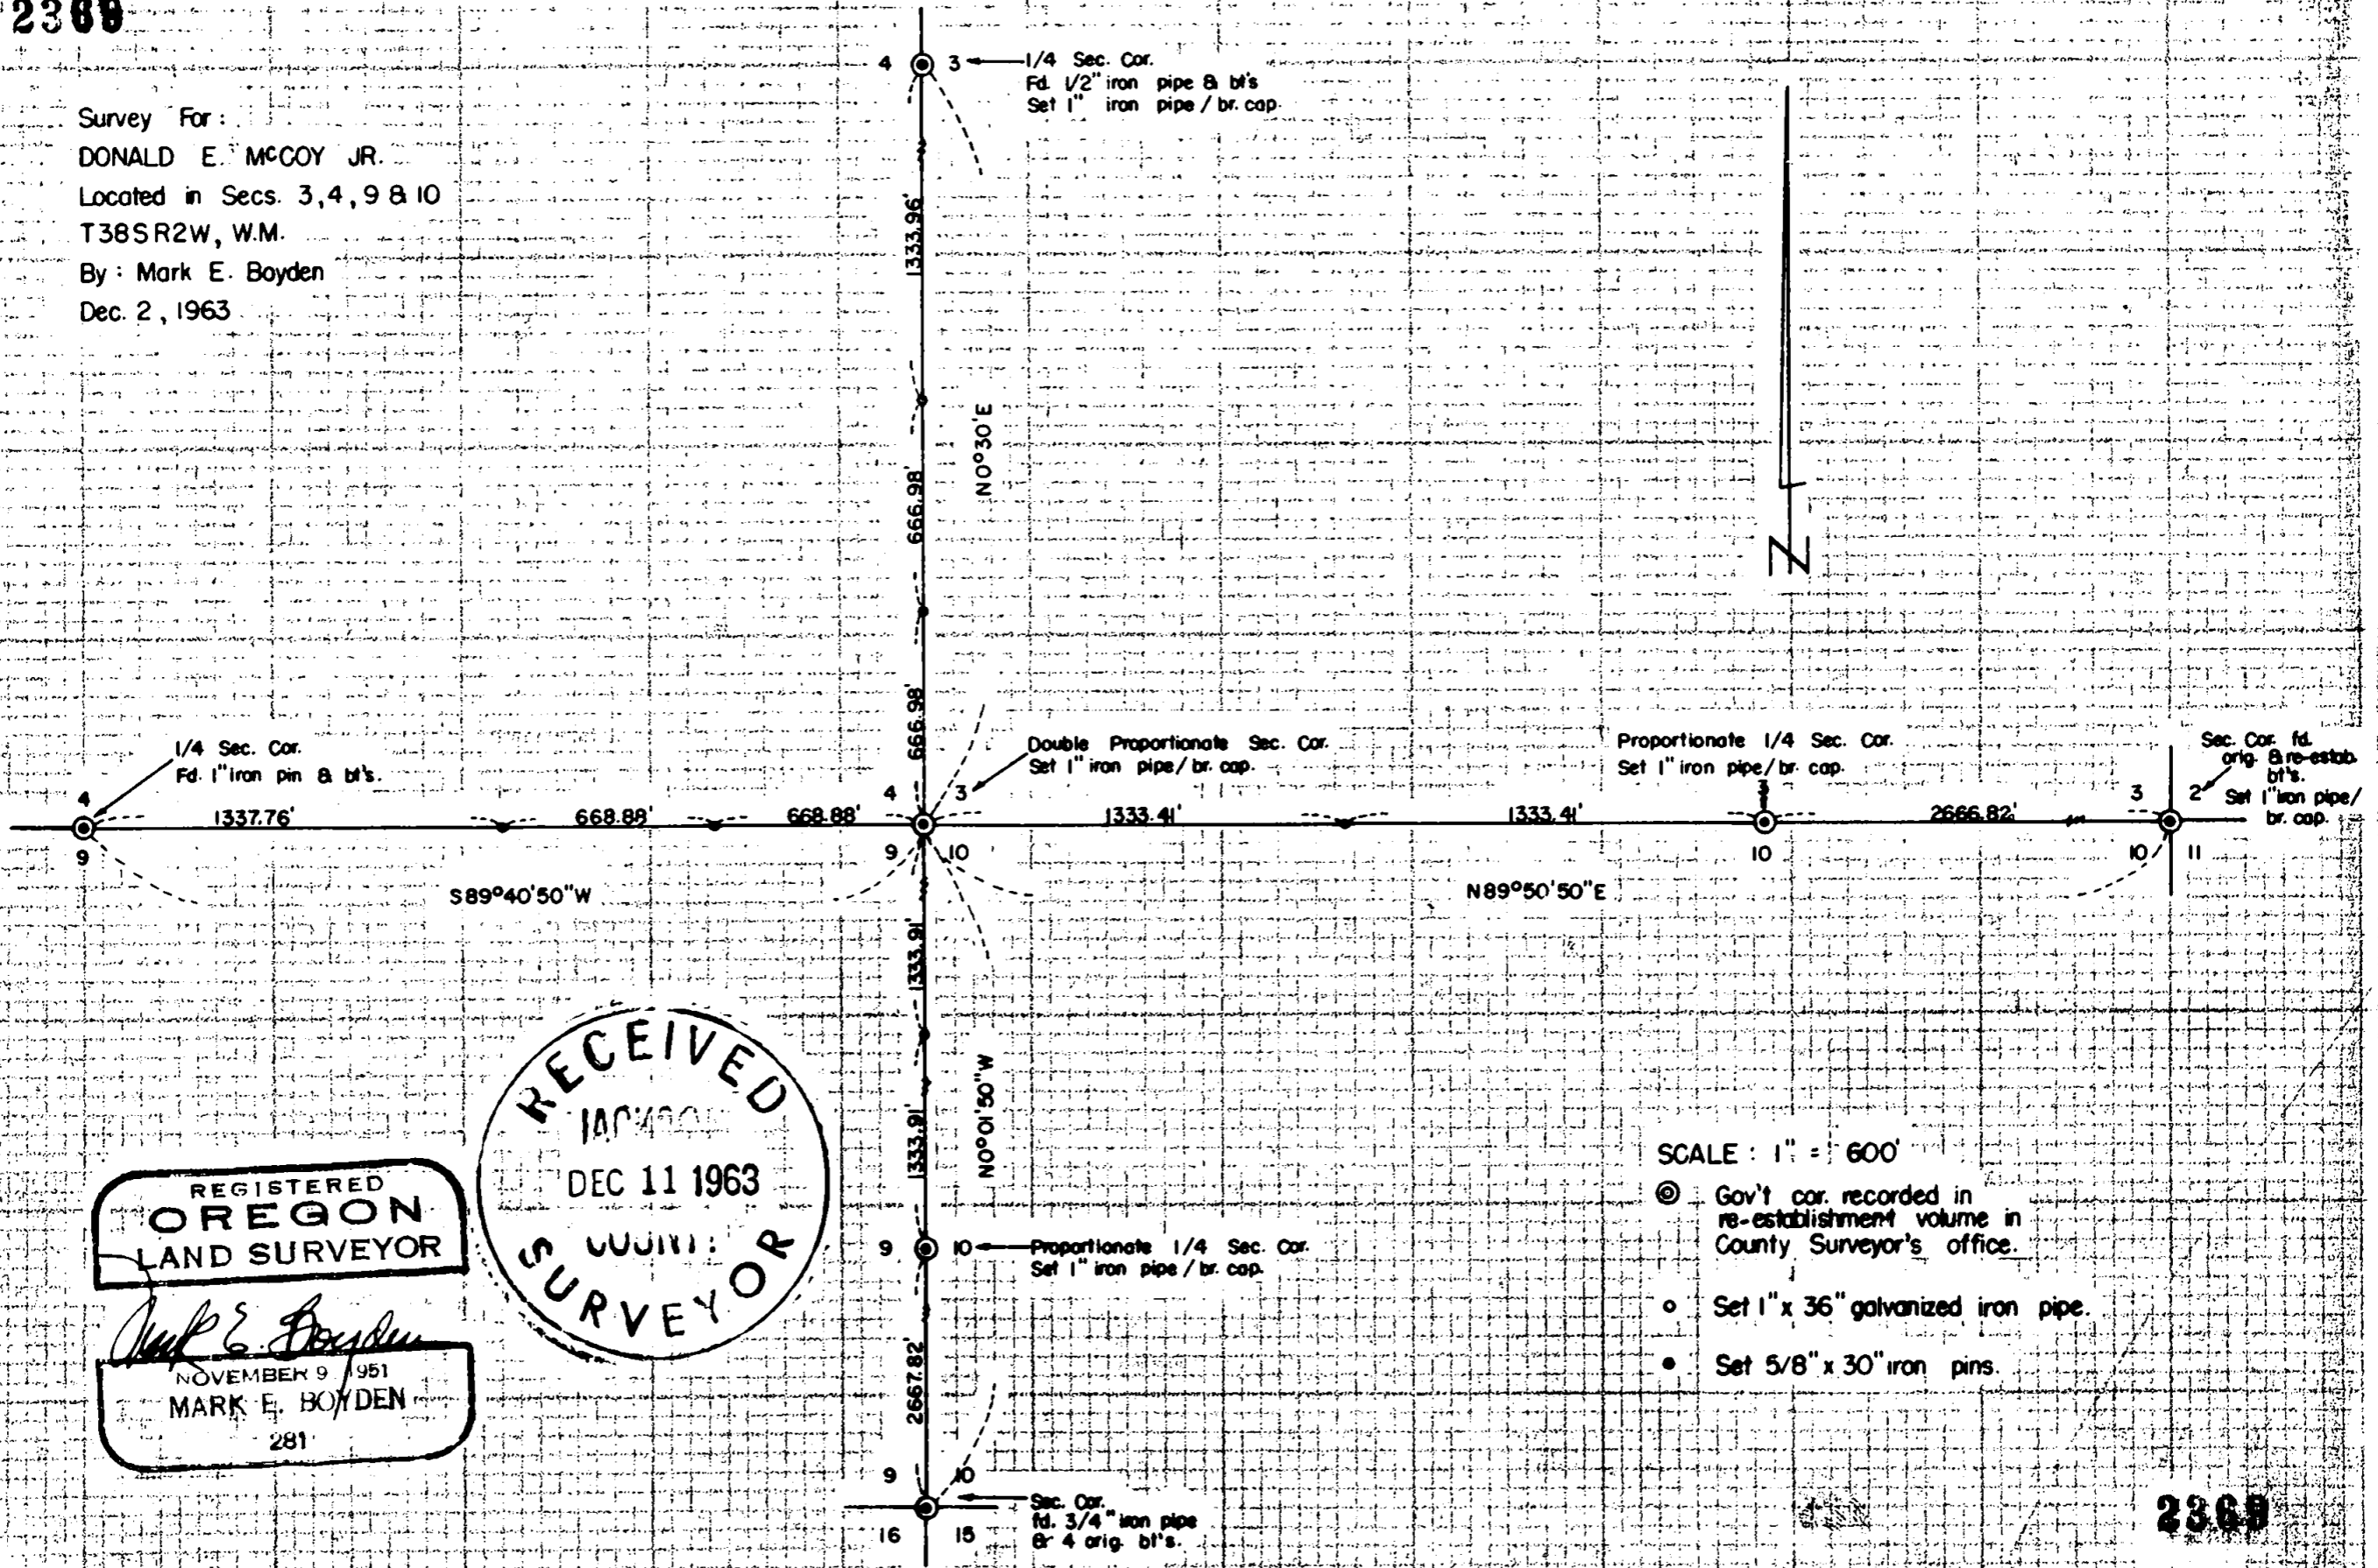 2369
Survey For :
DONALD E. McCOY JR.
Located in Secs. 3,4,9 & 10
T38SR2W, W.M.
By : Mark E. Boyden
Dec. 2, 1963
4 3
1/4 Sec. Cor.
Fd. 1/2" iron pipe & bt's
Set 1" iron pipe / br. cap.
1333.96'
N0°30'E
666.98'
666.98'
N
1/4 Sec. Cor.
Fd. 1" iron pin & bt's.
4
9
1337.76'
668.88'
668.88'
S89°40'50"W
Double Proportionate Sec. Cor.
Set 1" iron pipe/ br. cap.
4 3
9 10
1333.41'
1333.41'
N89°50'50"E
Proportionate 1/4 Sec. Cor.
Set 1" iron pipe/ br. cap.
3
10
2666.82'
Sec. Cor. fd.
orig. & re-estab.
bt's.
Set 1" iron pipe/
br. cap.
3 2
10 11
1333.91'
1333.91'
N0°01'50"W
9 10
Proportionate 1/4 Sec. Cor.
Set 1" iron pipe / br. cap.
2667.82'
9 10
16 15
Sec. Cor.
fd. 3/4" iron pipe
& 4 orig. bt's.
RECEIVED
DEC 11 1963
SURVEYOR
REGISTERED
OREGON
LAND SURVEYOR
Mark E. Boyden
NOVEMBER 9 1951
MARK E. BOYDEN
281
SCALE : 1" = 600'
Gov't cor. recorded in
re-establishment volume in
County Surveyor's office.
Set 1" x 36" galvanized iron pipe.
Set 5/8" x 30" iron pins.
2369